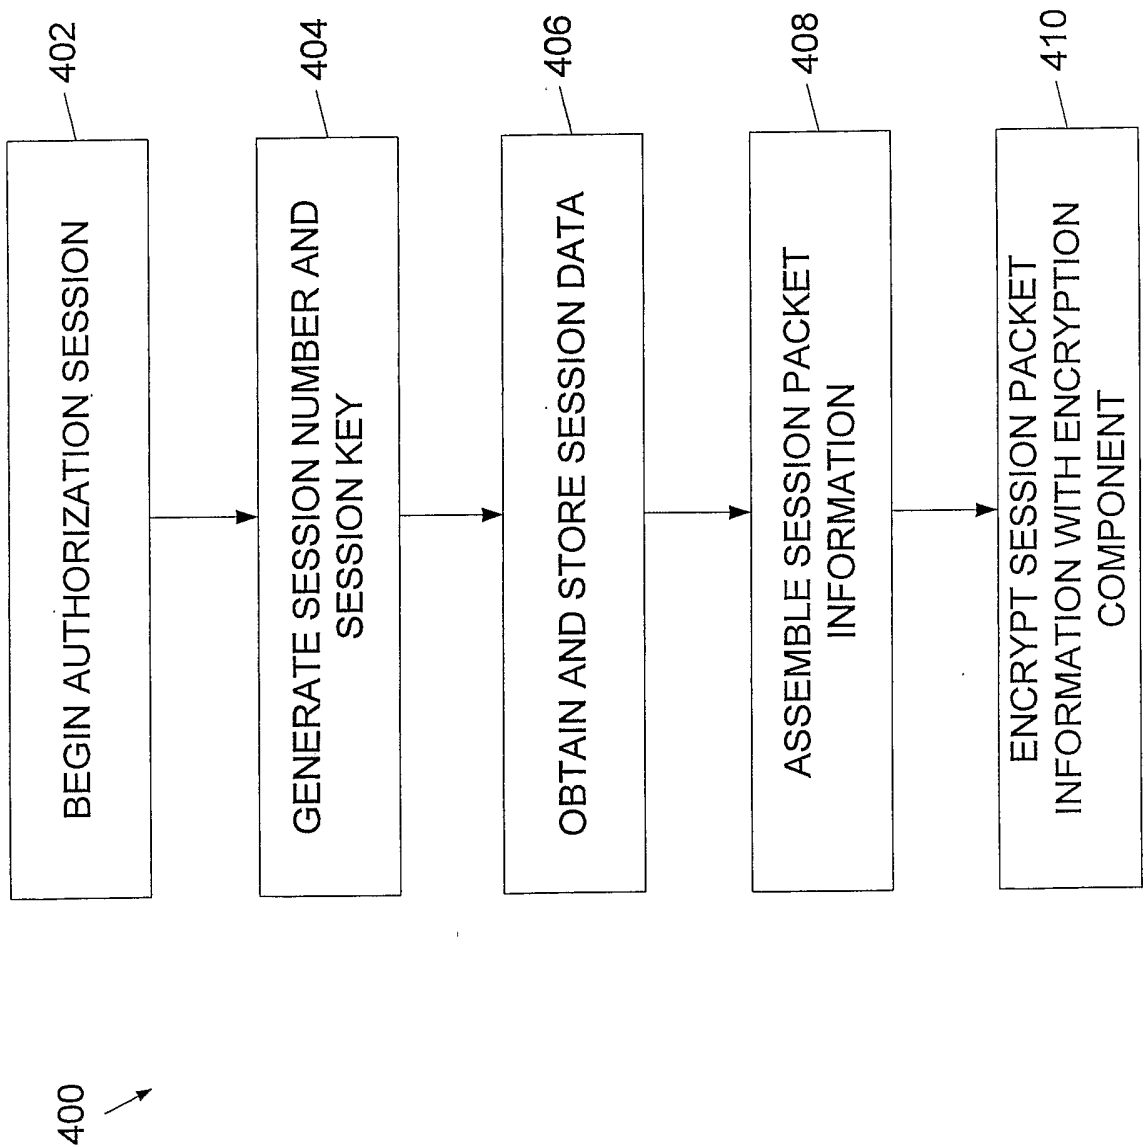 400
BEGIN AUTHORIZATION SESSION
402
GENERATE SESSION NUMBER AND
SESSION KEY
404
OBTAIN AND STORE SESSION DATA
406
ASSEMBLE SESSION PACKET
INFORMATION
408
ENCRYPT SESSION PACKET
INFORMATION WITH ENCRYPTION
COMPONENT
410